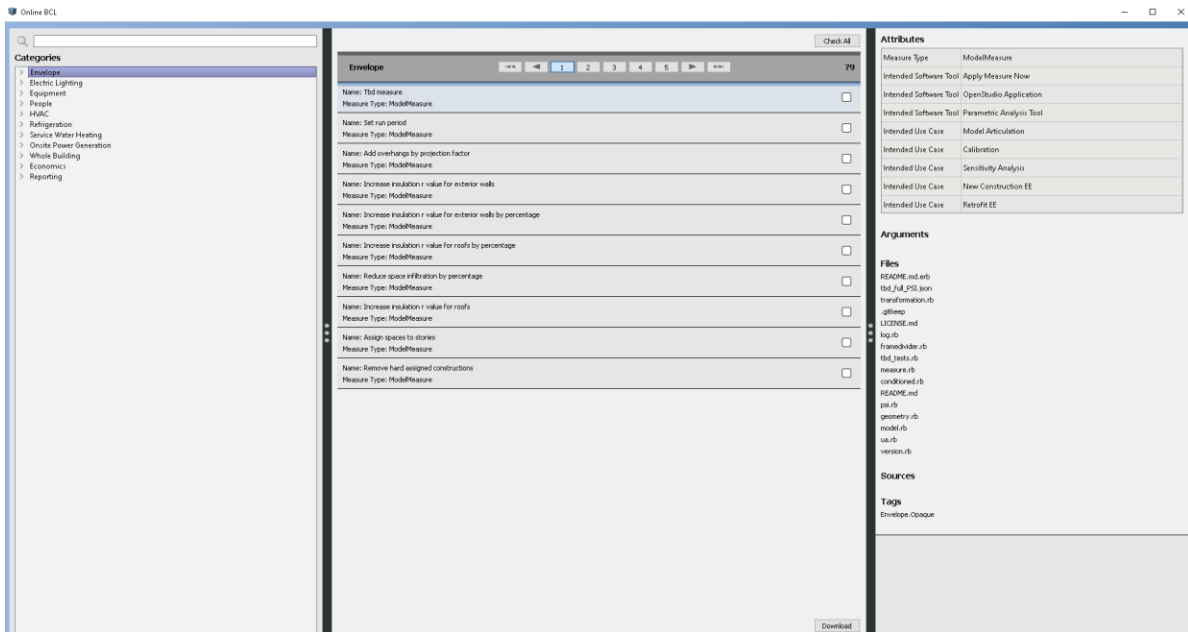 Online BCL
Categories
Envelope
Electric Lighting
Equipment
People
HVAC
Refrigeration
Service Water Heating
Onsite Power Generation
Whole Building
Economics
Reporting
Check All
Envelope 1 2 3 4 5 79
Name: Tbd measure
Measure Type: ModelMeasure
Name: Set run period
Measure Type: ModelMeasure
Name: Add overhangs by projection factor
Measure Type: ModelMeasure
Name: Increase insulation r value for exterior walls
Measure Type: ModelMeasure
Name: Increase insulation r value for exterior walls by percentage
Measure Type: ModelMeasure
Name: Increase insulation r value for roofs by percentage
Measure Type: ModelMeasure
Name: Reduce space infiltration by percentage
Measure Type: ModelMeasure
Name: Increase insulation r value for roofs
Measure Type: ModelMeasure
Name: Assign spaces to stories
Measure Type: ModelMeasure
Name: Remove hard assigned constructions
Measure Type: ModelMeasure
Download
Attributes
Measure Type ModelMeasure
Intended Software Tool Apply Measure Now
Intended Software Tool OpenStudio Application
Intended Software Tool Parametric Analysis Tool
Intended Use Case Model Articulation
Intended Use Case Calibration
Intended Use Case Sensitivity Analysis
Intended Use Case New Construction EE
Intended Use Case Retrofit EE
Arguments
Files
README.md.erb
tbd_full_PSI.json
transformation.rb
.gitkeep
LICENSE.md
log.rb
framedivider.rb
tbd_tests.rb
measure.rb
conditioned.rb
README.md
psi.rb
geometry.rb
model.rb
ua.rb
version.rb
Sources
Tags
Envelope.Opaque